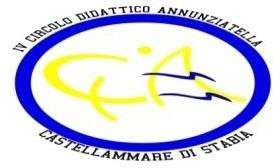 IV CIRCOLO DIDATTICO ANNUNZIATELLA
CASTELLAMMARE DI STABIA